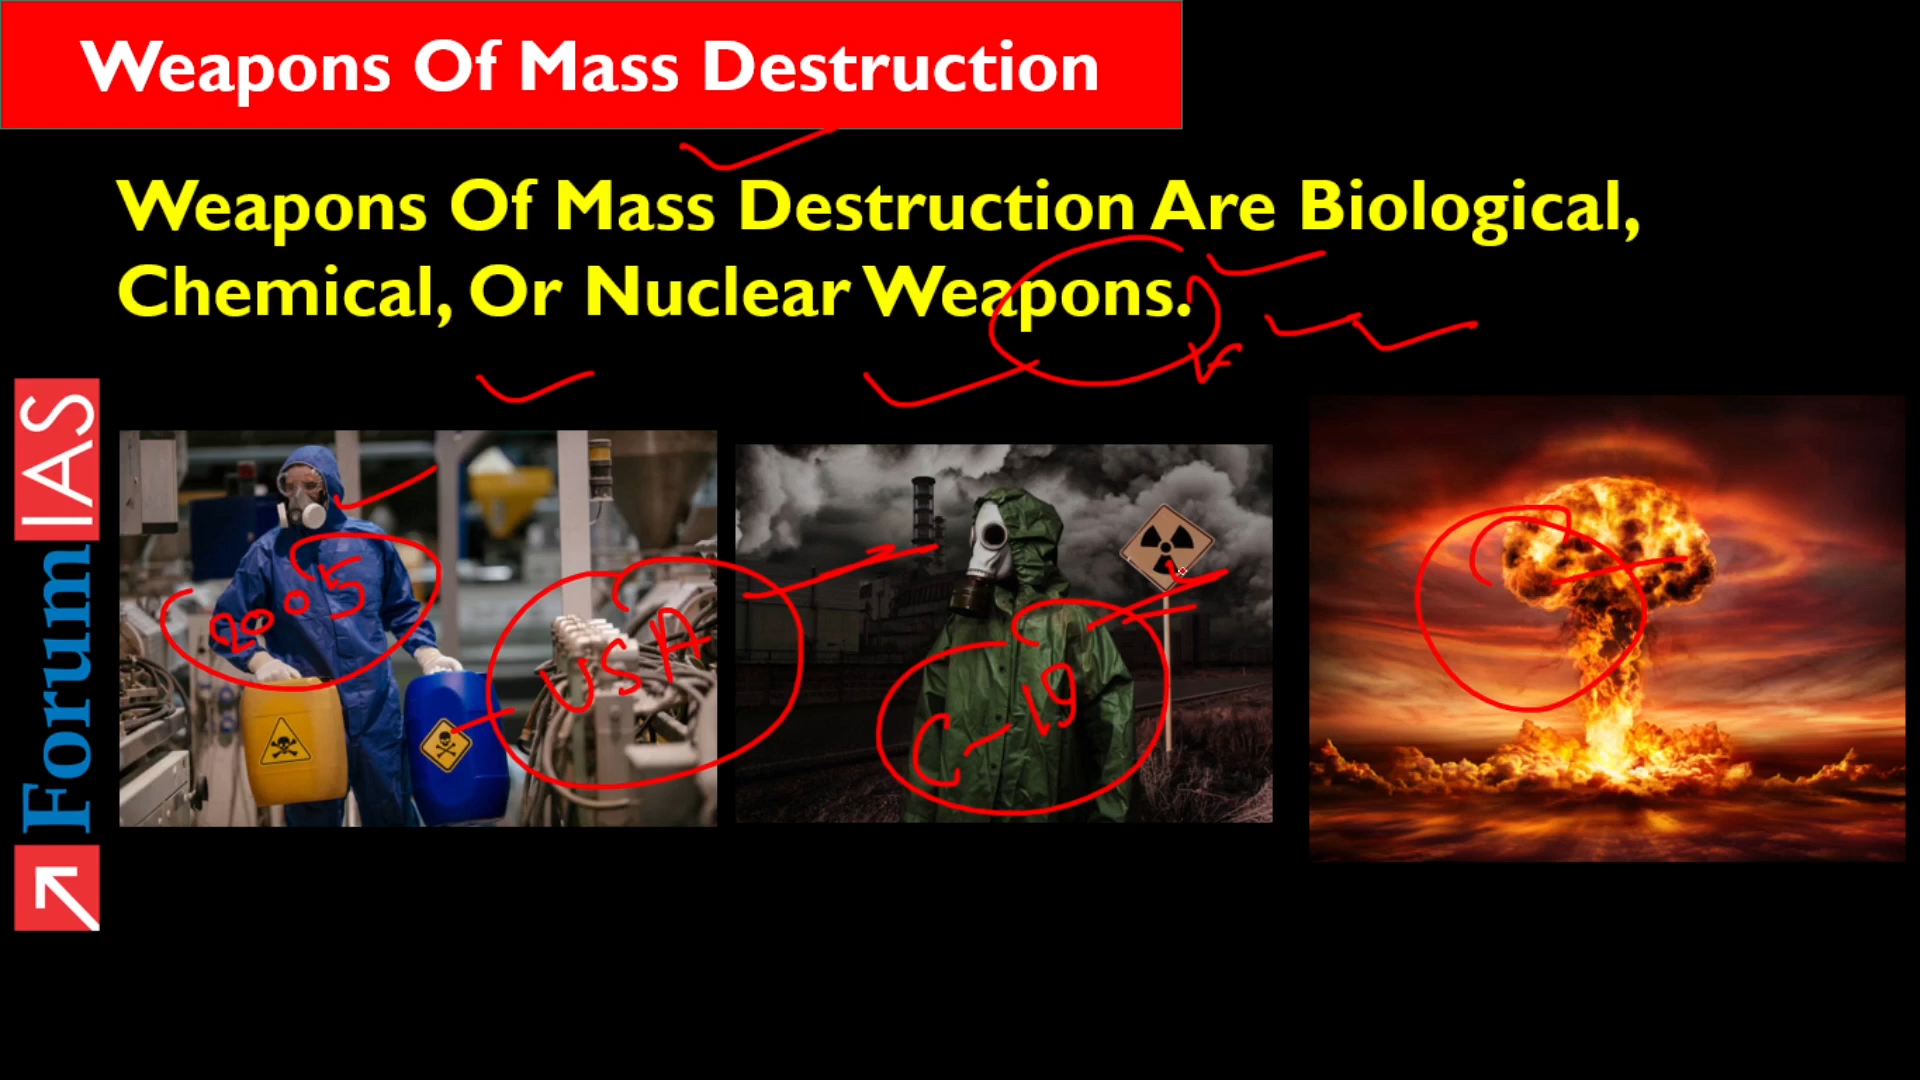 Weapons Of Mass Destruction
Weapons Of Mass Destruction Are Biological,
Chemical, Or Nuclear Weapons.
ForumIAS
2005
USA
C-19